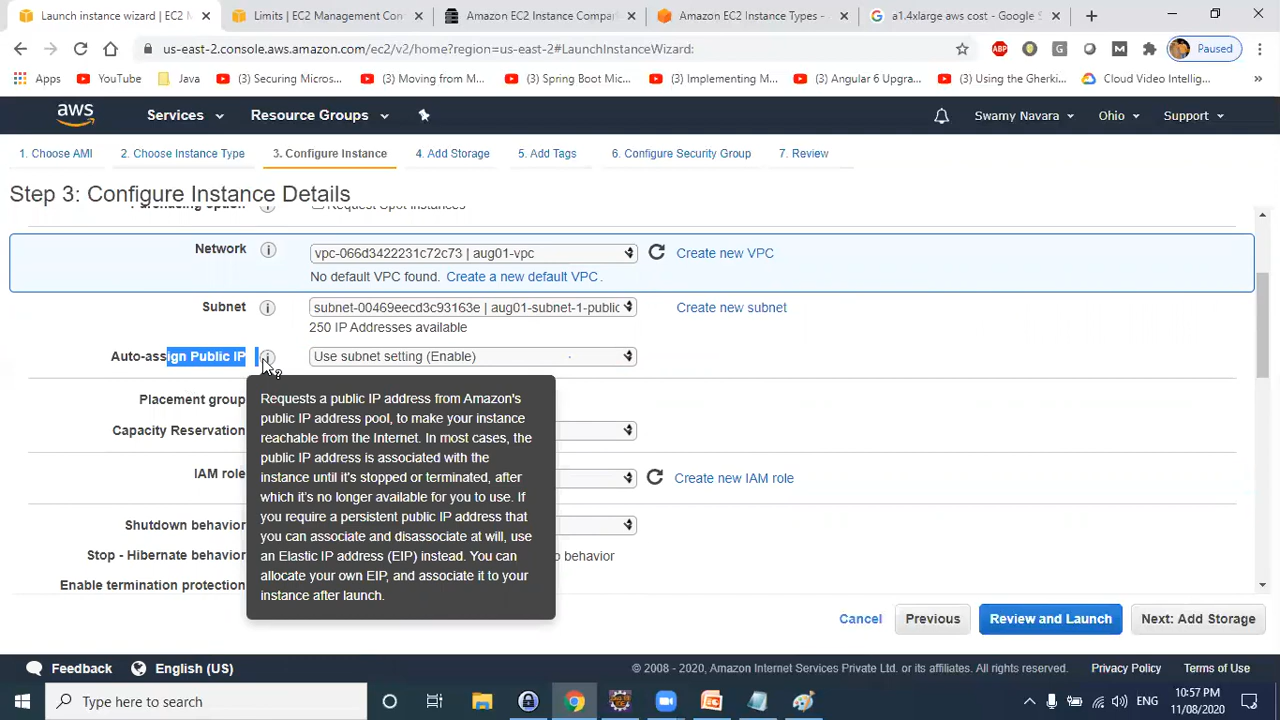 Launch instance wizard | EC2 M
Limits | EC2 Management Con
Amazon EC2 Instance Compar
Amazon EC2 Instance Types -
a1.4xlarge aws cost - Google S
us-east-2.console.aws.amazon.com/ec2/v2/home?region=us-east-2#LaunchInstanceWizard:
ABP
G
M
Paused
Apps
YouTube
Java
(3) Securing Micros...
(3) Moving from M...
(3) Spring Boot Mic...
(3) Implementing M...
(3) Angular 6 Upgra...
(3) Using the Gherki...
Cloud Video Intellig...
aws
Services
Resource Groups
Swamy Navara
Ohio
Support
1. Choose AMI
2. Choose Instance Type
3. Configure Instance
4. Add Storage
5. Add Tags
6. Configure Security Group
7. Review
Step 3: Configure Instance Details
Purchasing option
Request Spot instances
Network
vpc-066d3422231c72c73 | aug01-vpc
Create new VPC
No default VPC found. Create a new default VPC.
Subnet
subnet-00469eecd3c93163e | aug01-subnet-1-public
Create new subnet
250 IP Addresses available
Auto-assign Public IP
Use subnet setting (Enable)
Requests a public IP address from Amazon's
public IP address pool, to make your instance
reachable from the Internet. In most cases, the
public IP address is associated with the
instance until it's stopped or terminated, after
which it's no longer available for you to use. If
you require a persistent public IP address that
you can associate and disassociate at will, use
an Elastic IP address (EIP) instead. You can
allocate your own EIP, and associate it to your
instance after launch.
Placement group
Capacity Reservation
IAM role
Create new IAM role
Shutdown behavior
Stop - Hibernate behavior
behavior
Enable termination protection
Cancel
Previous
Review and Launch
Next: Add Storage
Feedback
English (US)
© 2008 - 2020, Amazon Internet Services Private Ltd. or its affiliates. All rights reserved.
Privacy Policy
Terms of Use
Type here to search
ENG
10:57 PM
11/08/2020